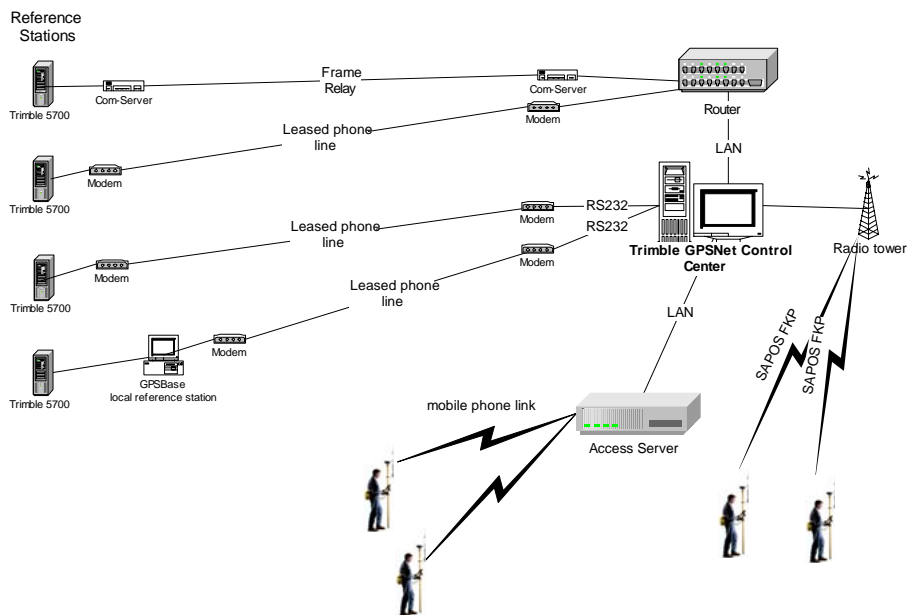 Reference
Stations
Trimble 5700
Com-Server
Frame
Relay
Com-Server
Router
Modem
Leased phone
line
Modem
Trimble 5700
LAN
Modem
RS232
RS232
Leased phone
line
Modem
Trimble 5700
Modem
Trimble GPSNet Control
Center
Radio tower
Leased phone
line
Modem
GPSBase
local reference station
Trimble 5700
LAN
SAPOS FKP
SAPOS FKP
mobile phone link
Access Server